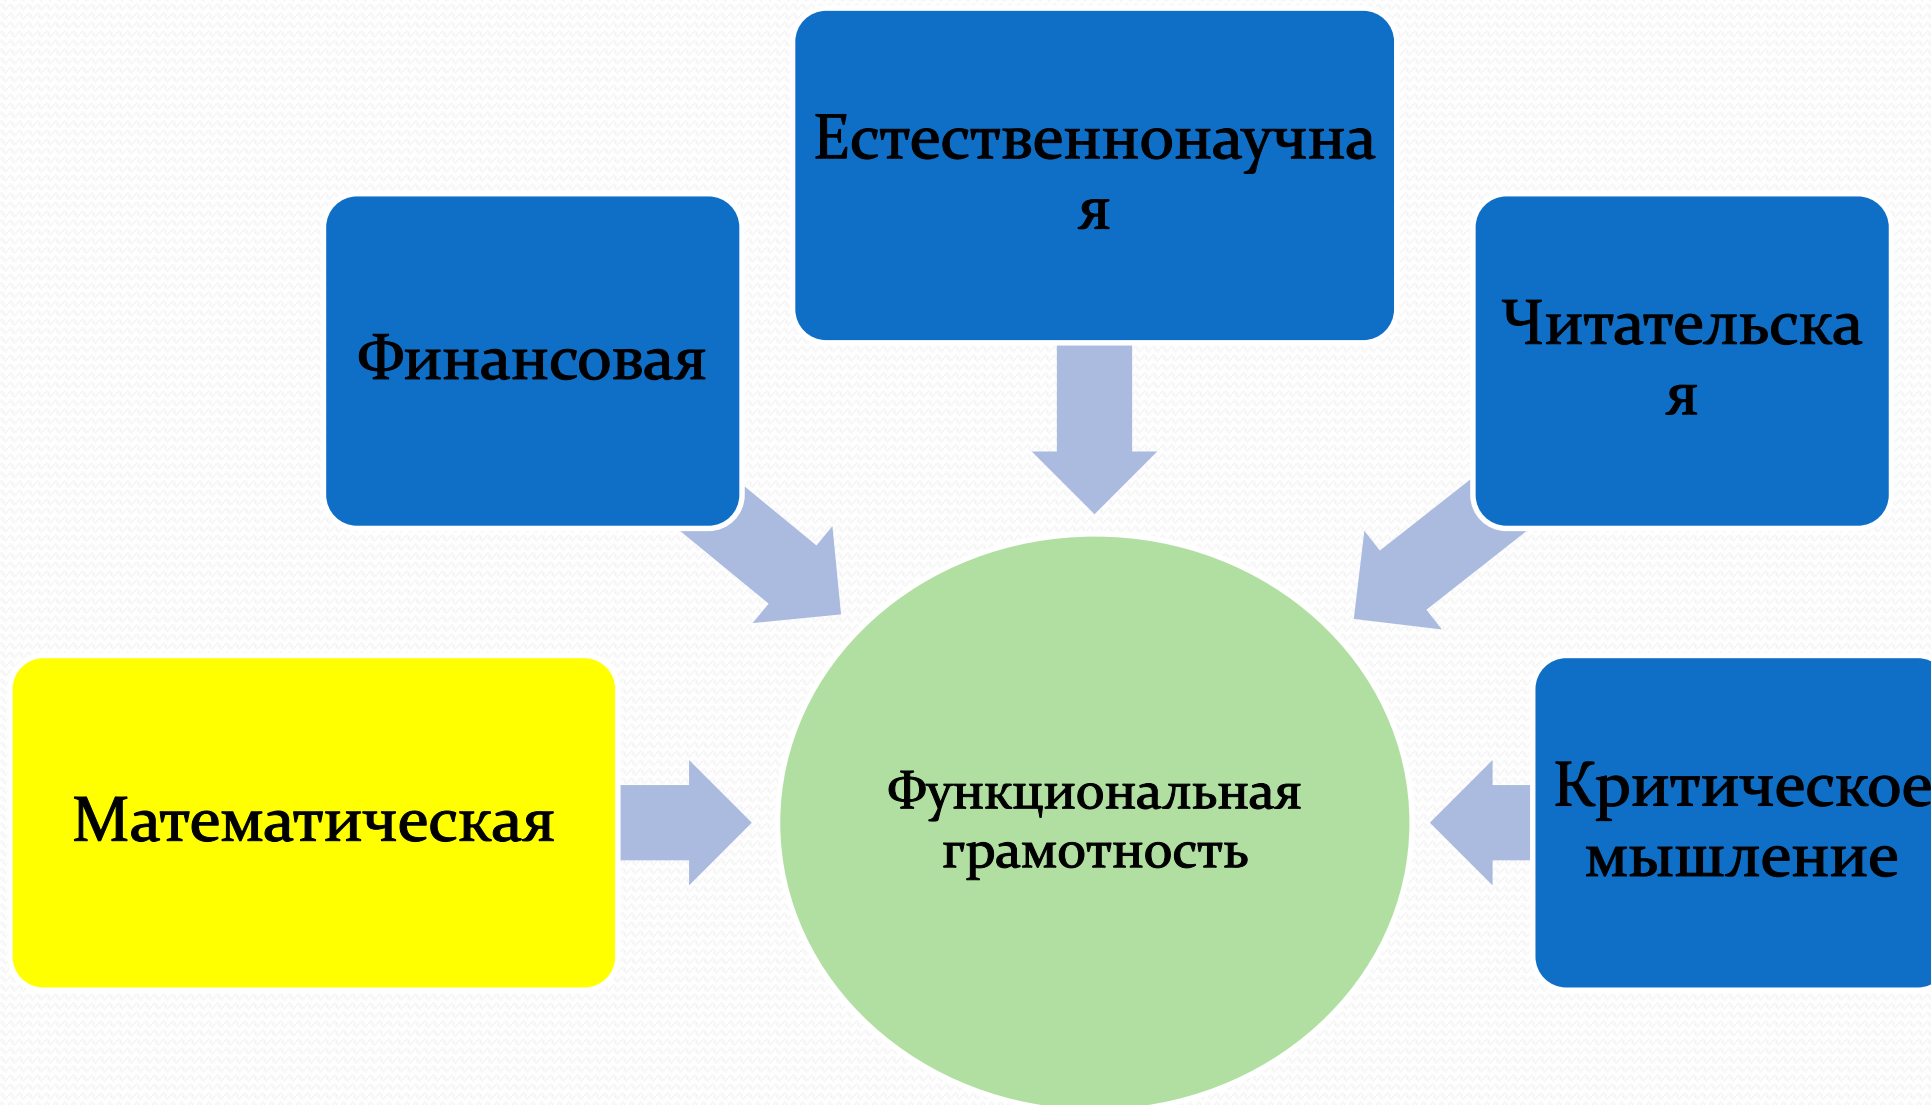 Естественнонаучна
я
Финансовая
Читательска
я
Математическая
Функциональная
грамотность
Критическое
мышление